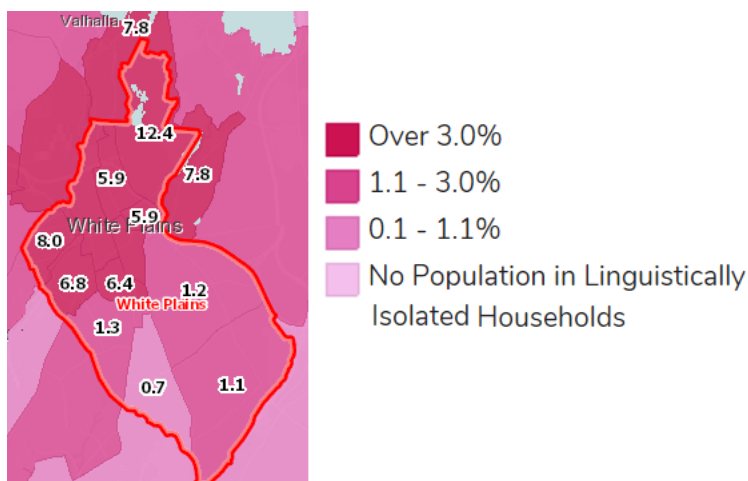 Valhalla
7.8
12.4
5.9
7.8
5.9
White Plains
8.0
6.8
6.4
1.2
White Plains
1.3
0.7
1.1
Over 3.0%
1.1 - 3.0%
0.1 - 1.1%
No Population in Linguistically
Isolated Households